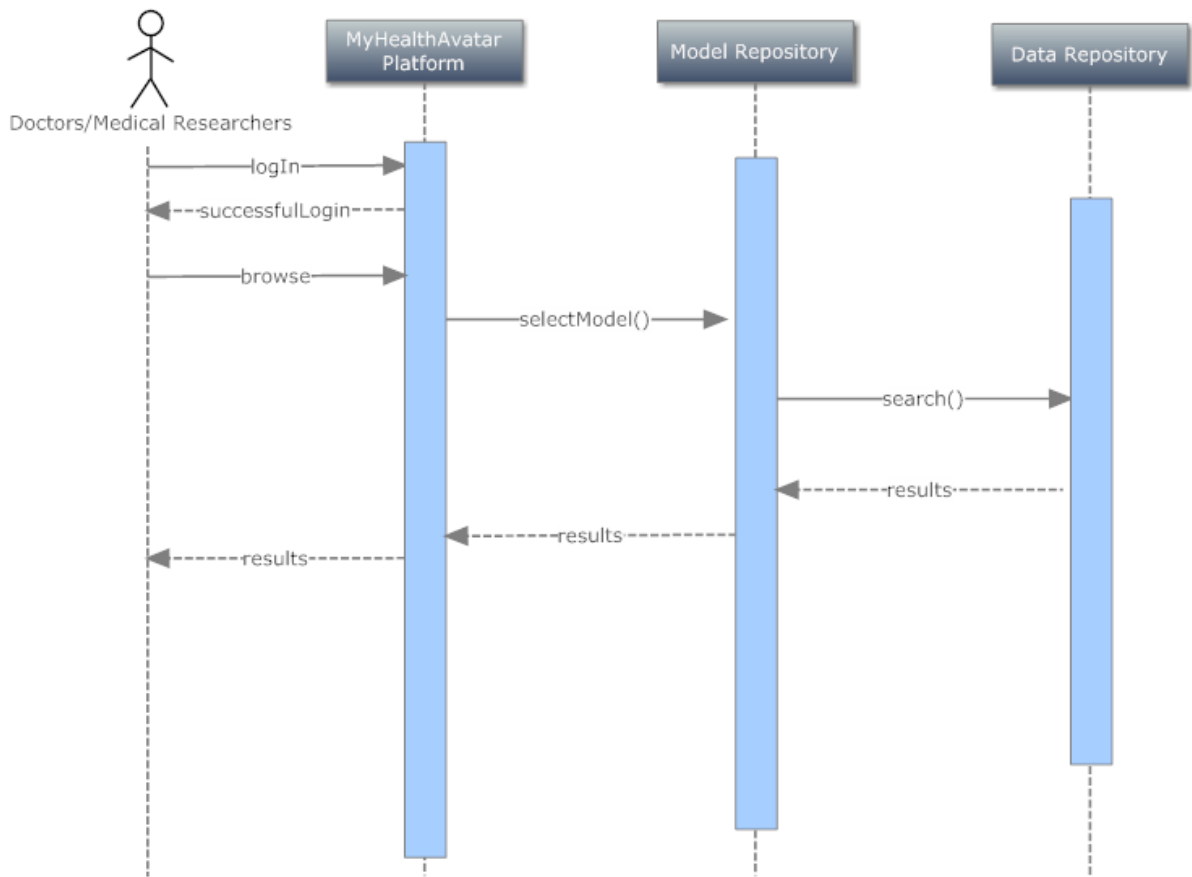 MyHealthAvatar
Platform
Model Repository
Data Repository
Doctors/Medical Researchers
logIn
successfulLogin
browse
selectModel()
search()
results
results
results